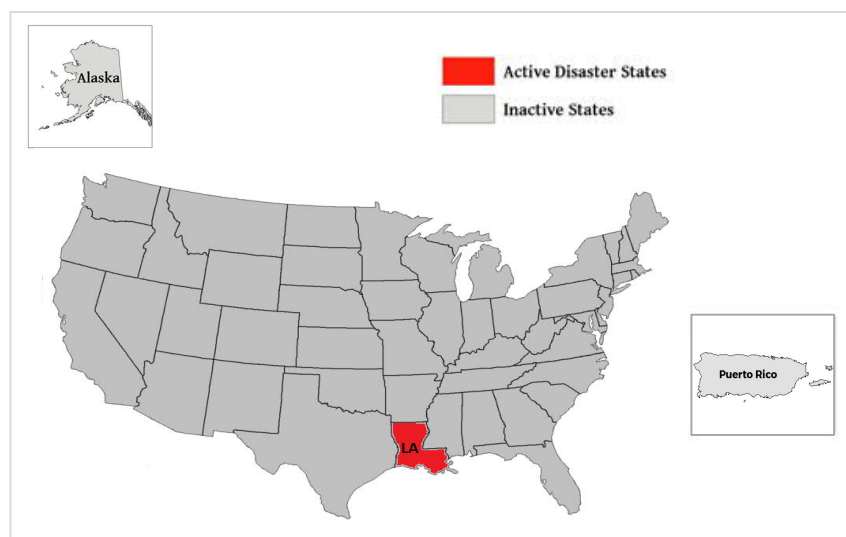 Alaska
Active Disaster States
Inactive States
Puerto Rico
LA